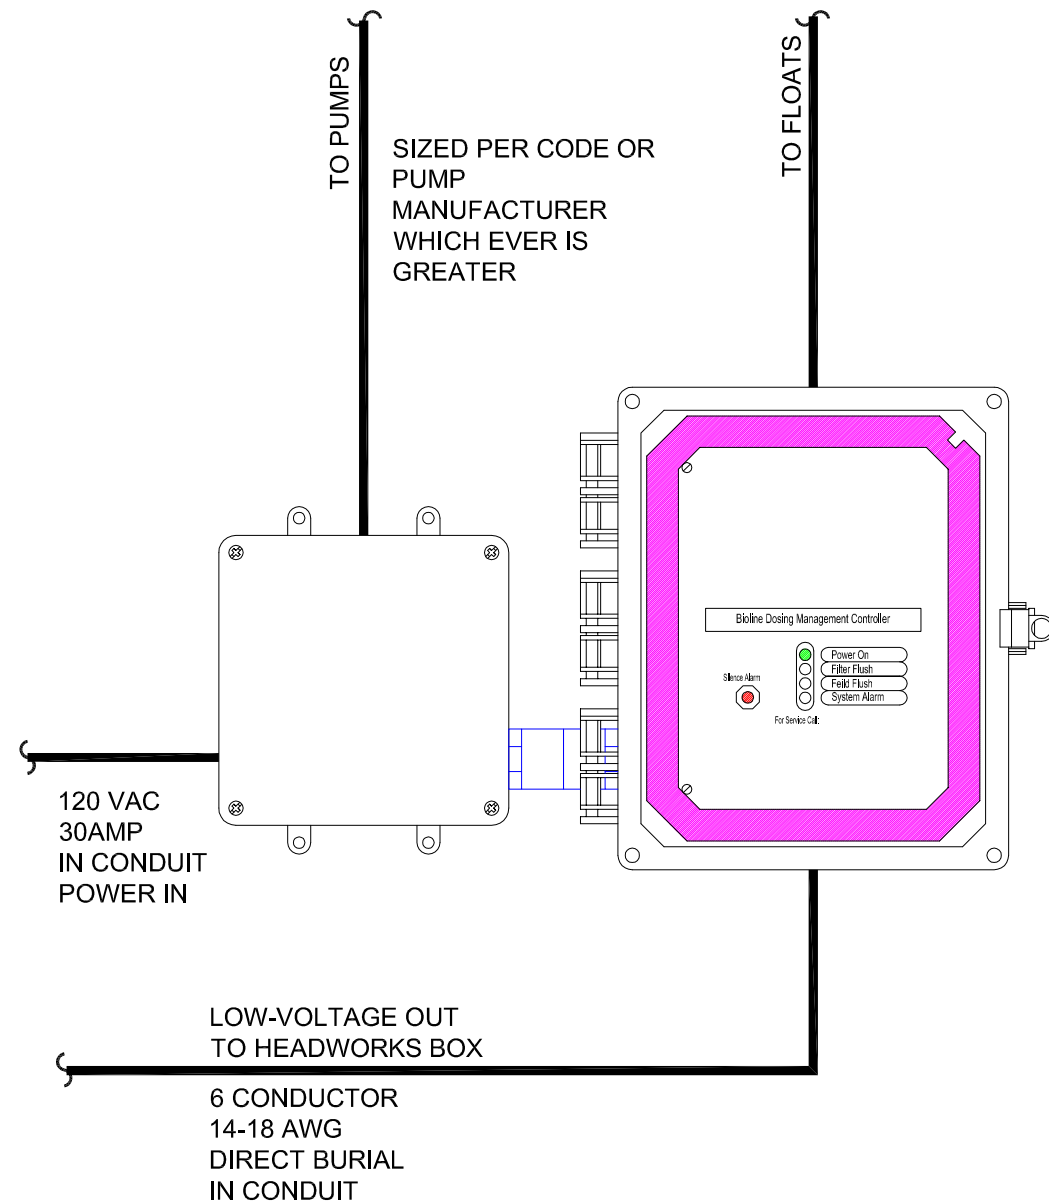 TO PUMPS
SIZED PER CODE OR
PUMP
MANUFACTURER
WHICH EVER IS
GREATER
TO FLOATS
Bioline Dosing Management Controller
Power On
Filter Flush
Feild Flush
System Alarm
Silence Alarm
For Service Call:
120 VAC
30AMP
IN CONDUIT
POWER IN
LOW-VOLTAGE OUT
TO HEADWORKS BOX
6 CONDUCTOR
14-18 AWG
DIRECT BURIAL
IN CONDUIT